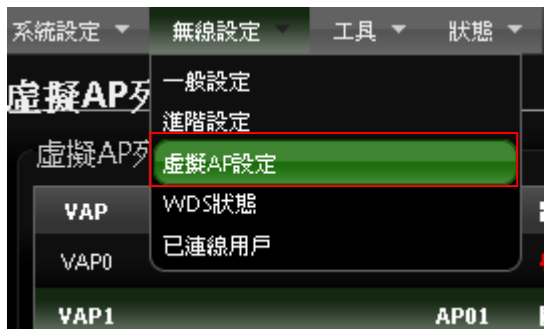 系統設定 無線設定 工具 狀態
一般設定
虛擬AP列
進階設定
虛擬AP列
虛擬AP設定
VAP
WDS狀態
VAP0
已連線用戶
VAP1 AP01